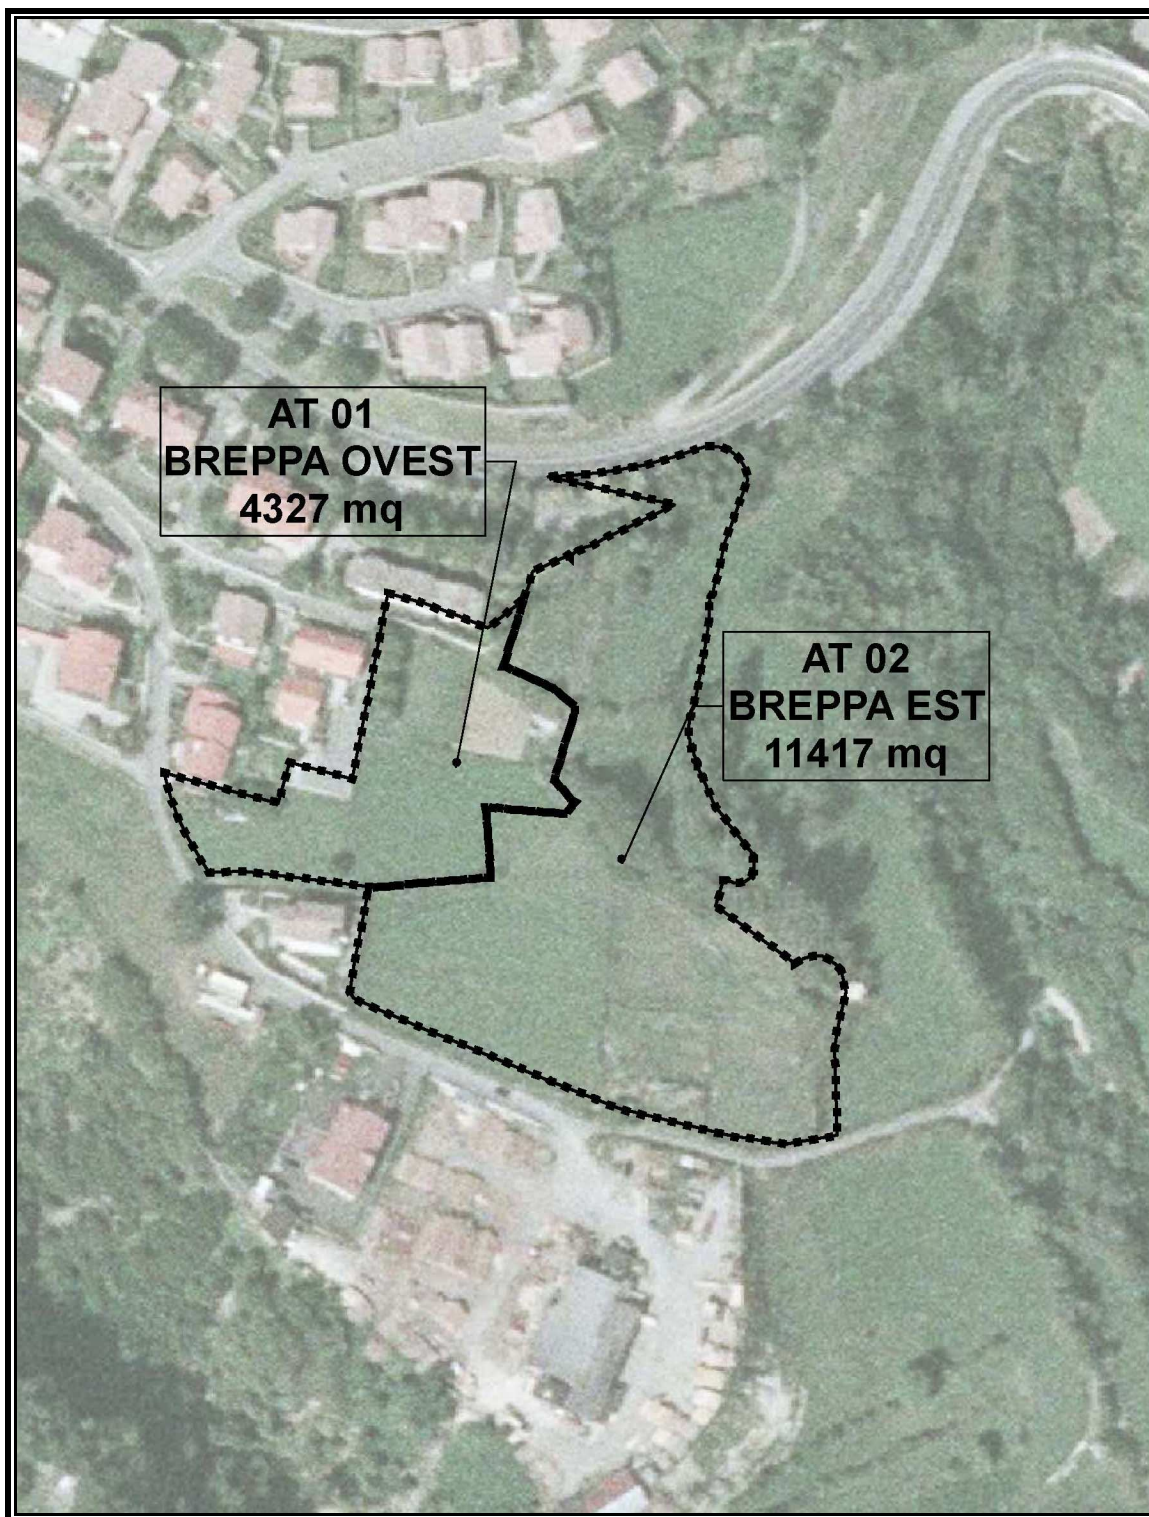 AT 01
BREPPA OVEST
4327 mq
AT 02
BREPPA EST
11417 mq